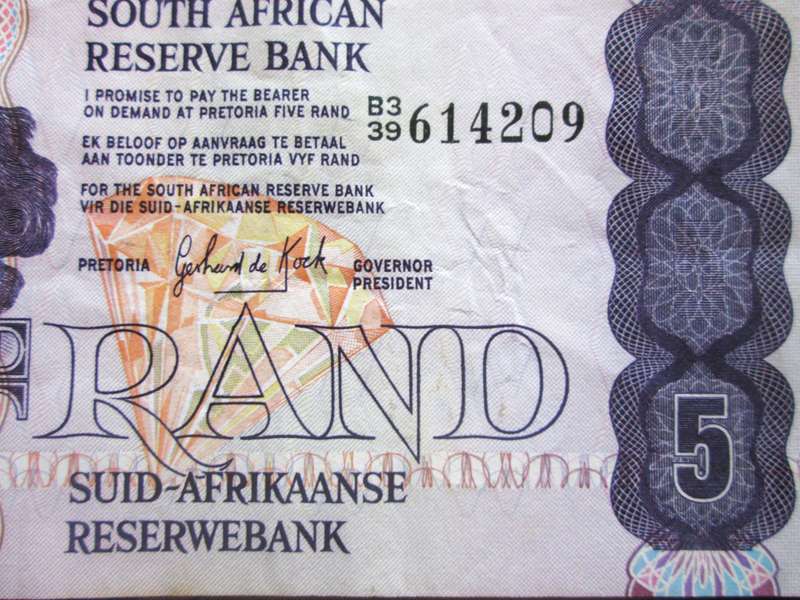 SOUTH AFRICAN
RESERVE BANK
I PROMISE TO PAY THE BEARER
ON DEMAND AT PRETORIA FIVE RAND
B3
39 614209
EK BELOOF OP AANVRAAG TE BETAAL
AAN TOONDER TE PRETORIA VYF RAND
FOR THE SOUTH AFRICAN RESERVE BANK
VIR DIE SUID-AFRIKAANSE RESERWEBANK
PRETORIA Gerhard de Kock GOVERNOR
PRESIDENT
RAND
5
SUID-AFRIKAANSE
RESERWEBANK